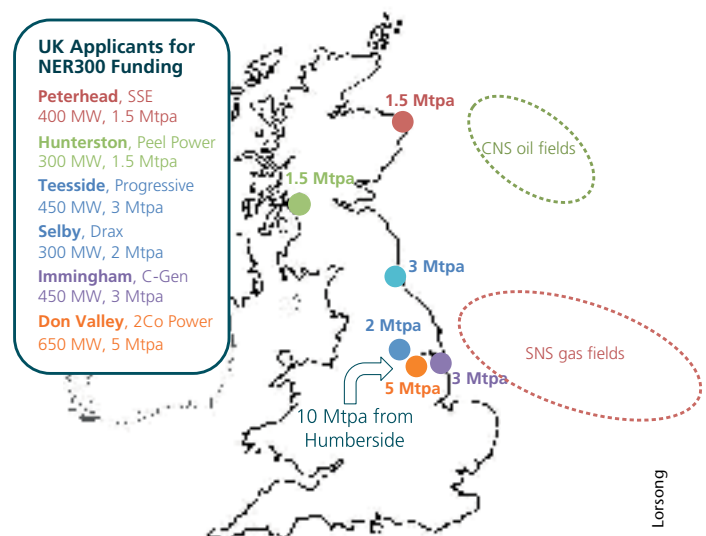 UK Applicants for
NER300 Funding
Peterhead, SSE
400 MW, 1.5 Mtpa
Hunterston, Peel Power
300 MW, 1.5 Mtpa
Teesside, Progressive
450 MW, 3 Mtpa
Selby, Drax
300 MW, 2 Mtpa
Immingham, C-Gen
450 MW, 3 Mtpa
Don Valley, 2Co Power
650 MW, 5 Mtpa
1.5 Mtpa
CNS oil fields
1.5 Mtpa
3 Mtpa
2 Mtpa
SNS gas fields
3 Mtpa
5 Mtpa
10 Mtpa from
Humberside
Lorsong